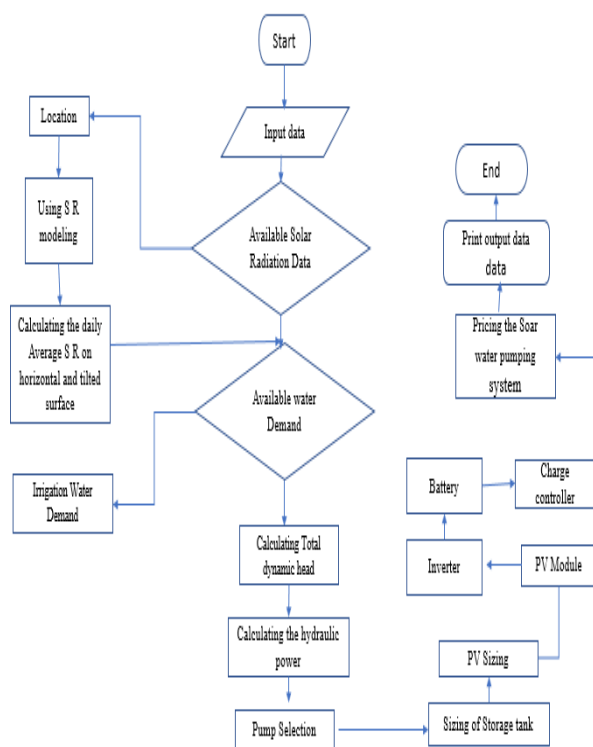 Start
Input data
Location
Using S R
modeling
Calculating the daily
Average S R on
horizontal and tilted
surface
Available Solar
Radiation Data
Available water
Demand
Irrigation Water
Demand
Calculating Total
dynamic head
Calculating the hydraulic
power
Pump Selection
Sizing of Storage tank
PV Sizing
PV Module
Inverter
Battery
Charge
controller
Pricing the Soar
water pumping
system
Print output data
data
End